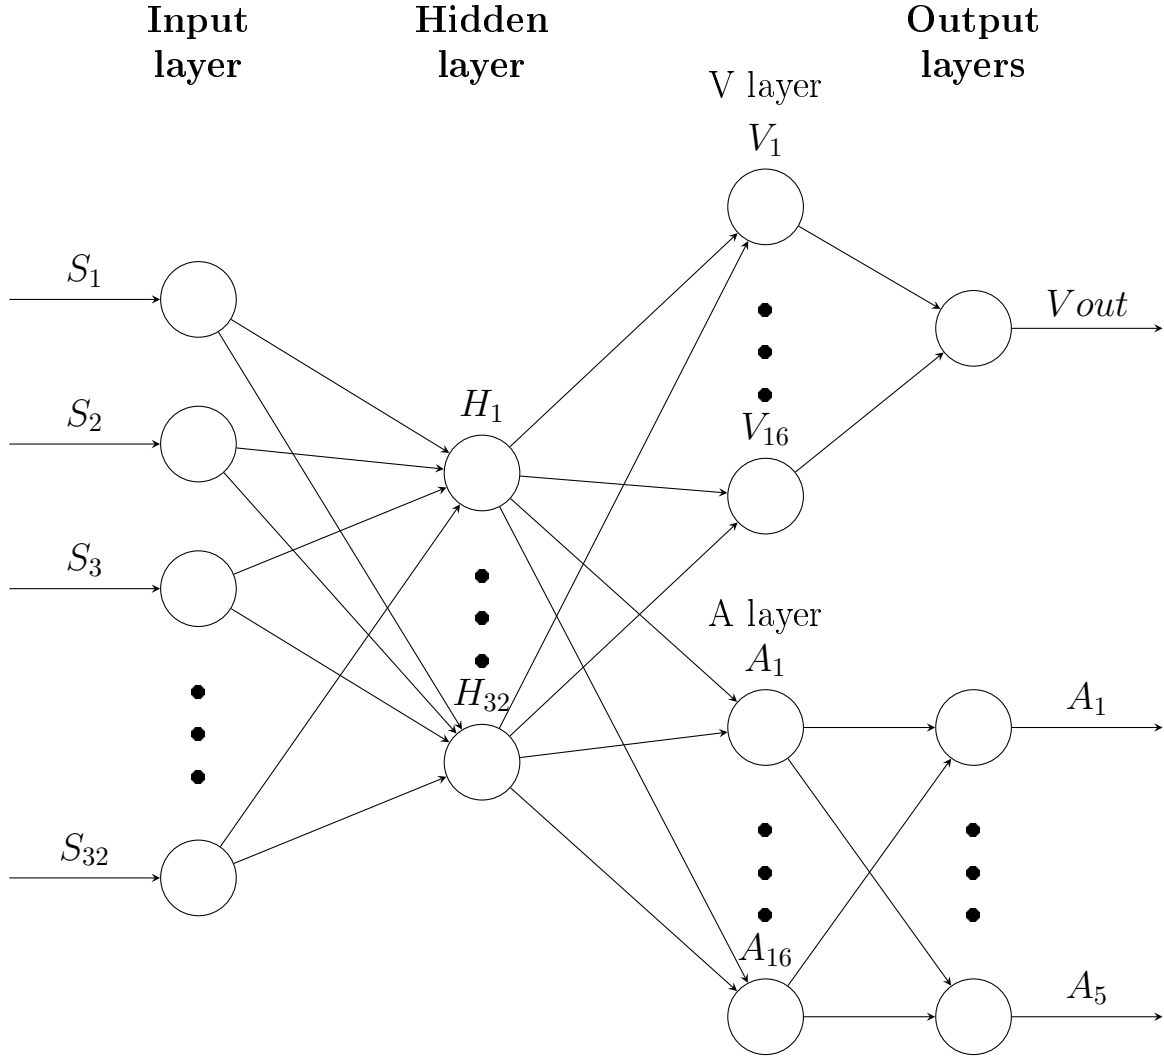 Input
layer
Hidden
layer
Output
layers
V layer
V₁
S₁
Vout
H₁
S₂
V₁₆
S₃
A layer
A₁
H₃₂
A₁
S₃₂
A₁₆
A₅